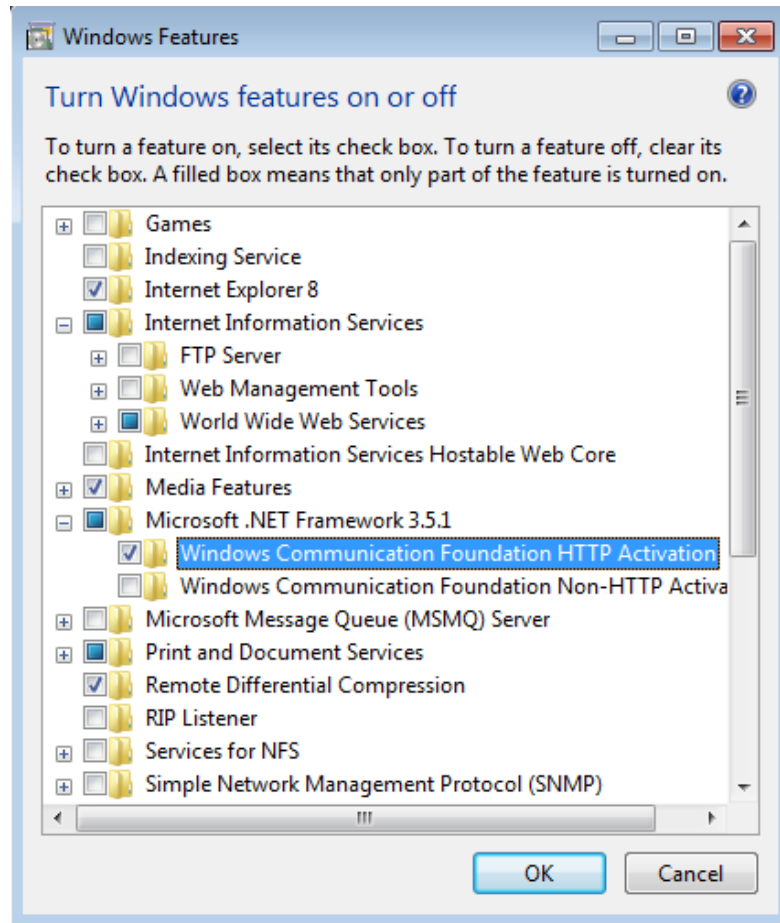 Windows Features
Turn Windows features on or off
To turn a feature on, select its check box. To turn a feature off, clear its
check box. A filled box means that only part of the feature is turned on.
Games
Indexing Service
Internet Explorer 8
Internet Information Services
FTP Server
Web Management Tools
World Wide Web Services
Internet Information Services Hostable Web Core
Media Features
Microsoft .NET Framework 3.5.1
Windows Communication Foundation HTTP Activation
Windows Communication Foundation Non-HTTP Activa
Microsoft Message Queue (MSMQ) Server
Print and Document Services
Remote Differential Compression
RIP Listener
Services for NFS
Simple Network Management Protocol (SNMP)
OK Cancel